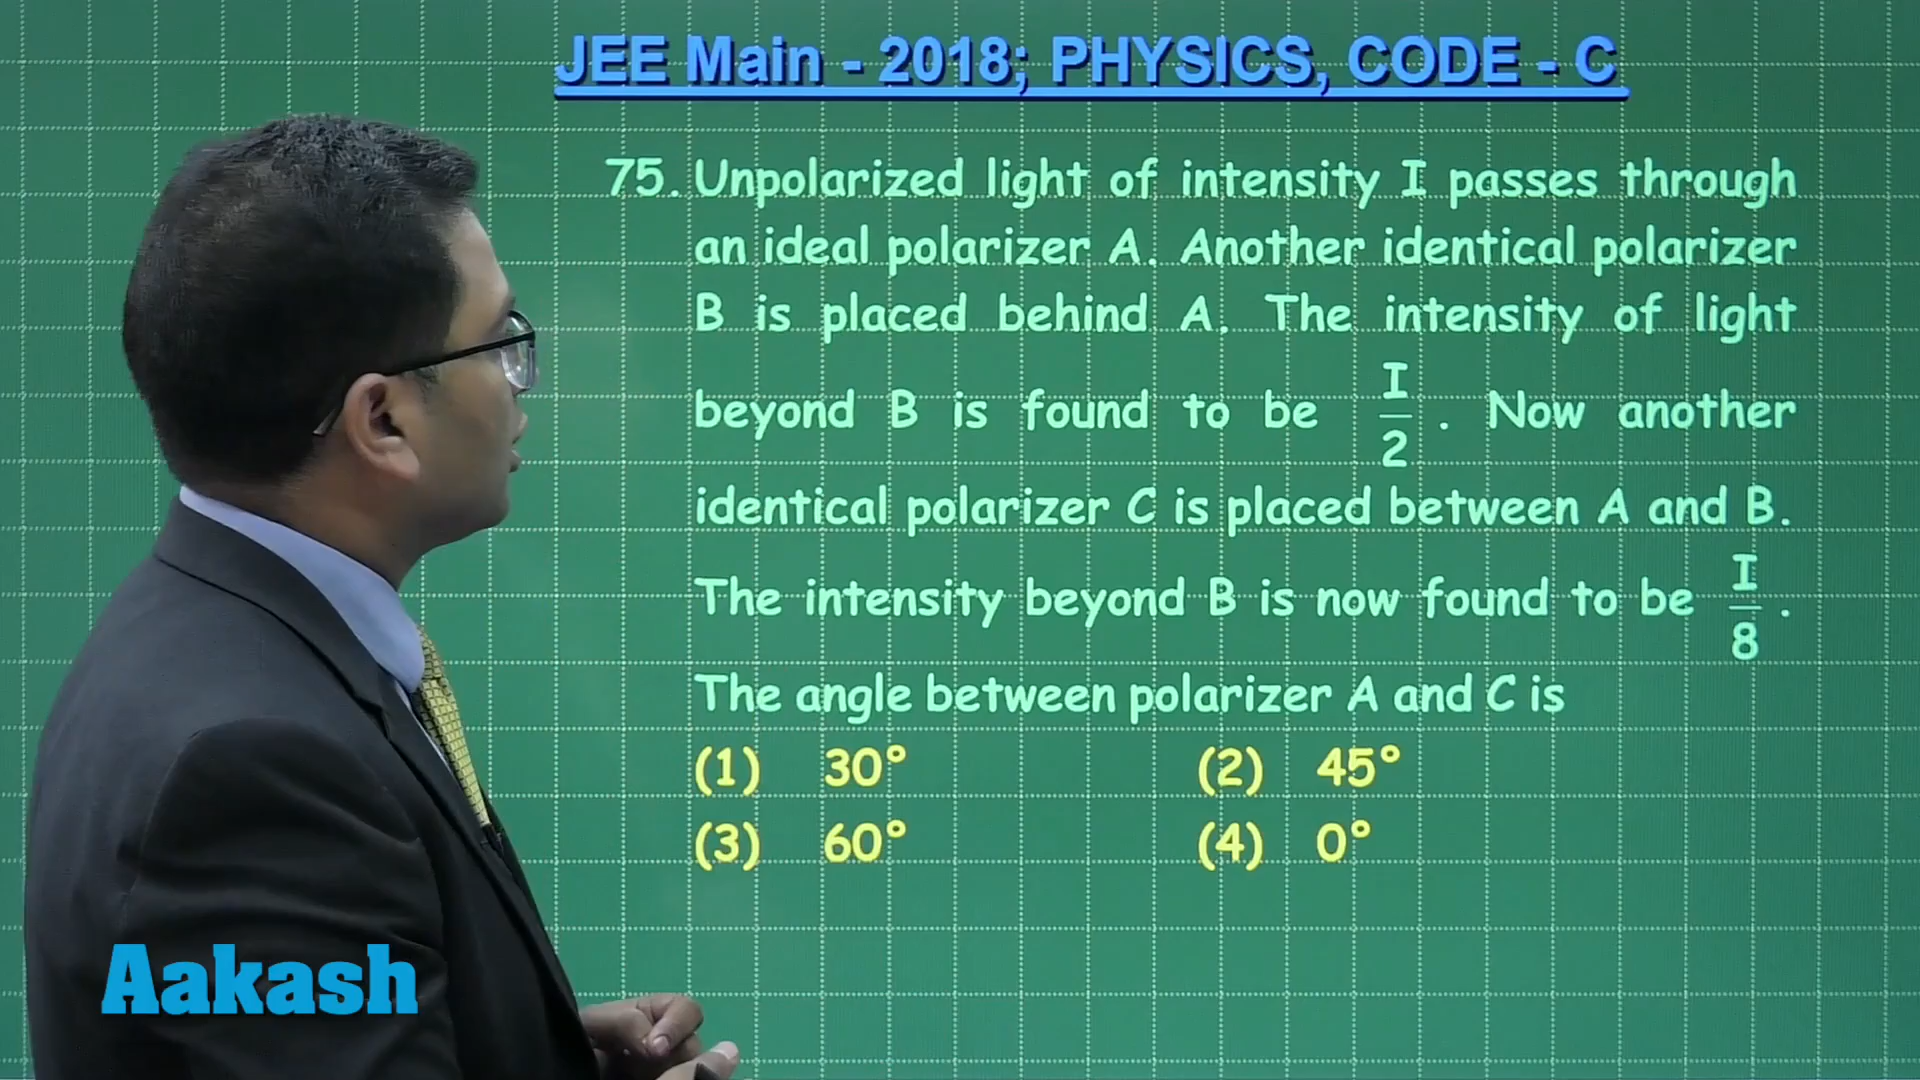 JEE Main - 2018; PHYSICS, CODE - C
75. Unpolarized light of intensity I passes through
an ideal polarizer A. Another identical polarizer
B is placed behind A. The intensity of light
beyond B is found to be I/2. Now another
identical polarizer C is placed between A and B.
The intensity beyond B is now found to be I/8.
The angle between polarizer A and C is
(1) 30° (2) 45°
(3) 60° (4) 0°
Aakash